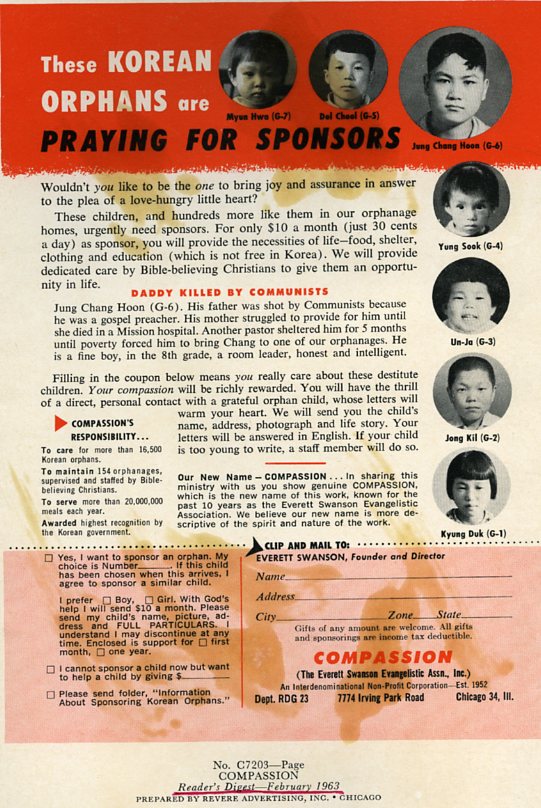 These KOREAN
ORPHANS are
PRAYING FOR SPONSORS
Myun Hwa (G-7)
Dol Chool (G-5)
Jung Chang Hoon (G-6)
Wouldn't you like to be the one to bring joy and assurance in answer
to the plea of a love-hungry little heart?
These children, and hundreds more like them in our orphanage
homes, urgently need sponsors. For only $10 a month (just 30 cents
a day) as sponsor, you will provide the necessities of life—food, shelter,
clothing and education (which is not free in Korea). We will provide
dedicated care by Bible-believing Christians to give them an opportu-
nity in life.
Yung Sook (G-4)
Un-Ja (G-3)
Jong Kil (G-2)
Kyung Duk (G-1)
DADDY KILLED BY COMMUNISTS
Jung Chang Hoon (G-6). His father was shot by Communists because
he was a gospel preacher. His mother struggled to provide for him until
she died in a Mission hospital. Another pastor sheltered him for 5 months
until poverty forced him to bring Chang to one of our orphanages. He
is a fine boy, in the 8th grade, a room leader, honest and intelligent.
Filling in the coupon below means you really care about these destitute
children. Your compassion will be richly rewarded. You will have the thrill
of a direct, personal contact with a grateful orphan child, whose letters will
warm your heart. We will send you the child's
name, address, photograph and life story. Your
letters will be answered in English. If your child
is too young to write, a staff member will do so.
COMPASSION'S
RESPONSIBILITY...
To care for more than 16,500
Korean orphans.
To maintain 154 orphanages,
supervised and staffed by Bible-
believing Christians.
To serve more than 20,000,000
meals each year.
Awarded highest recognition by
the Korean government.
Our New Name – COMPASSION ... In sharing this
ministry with us you show genuine COMPASSION,
which is the new name of this work, known for the
past 10 years as the Everett Swanson Evangelistic
Association. We believe our new name is more de-
scriptive of the spirit and nature of the work.
CLIP AND MAIL TO:
☐ Yes, I want to sponsor an orphan. My
choice is Number______. If this child
has been chosen when this arrives, I
agree to sponsor a similar child.
I prefer ☐ Boy, ☐ Girl. With God's
help I will send $10 a month. Please
send my child's name, picture, ad-
dress and FULL PARTICULARS. I
understand I may discontinue at any
time. Enclosed is support for ☐ first
month, ☐ one year.
☐ I cannot sponsor a child now but want
to help a child by giving $______
☐ Please send folder, "Information
About Sponsoring Korean Orphans."
EVERETT SWANSON, Founder and Director
Name______
Address______
City______ Zone___State______
Gifts of any amount are welcome. All gifts
and sponsorings are income tax deductible.
COMPASSION
(The Everett Swanson Evangelistic Assn., Inc.)
An Interdenominational Non-Profit Corporation—Est. 1952
Dept. RDG 23 7774 Irving Park Road Chicago 34, Ill.
No. C7203—Page
COMPASSION
Reader's Digest—February 1963
PREPARED BY REVERE ADVERTISING, INC. • CHICAGO